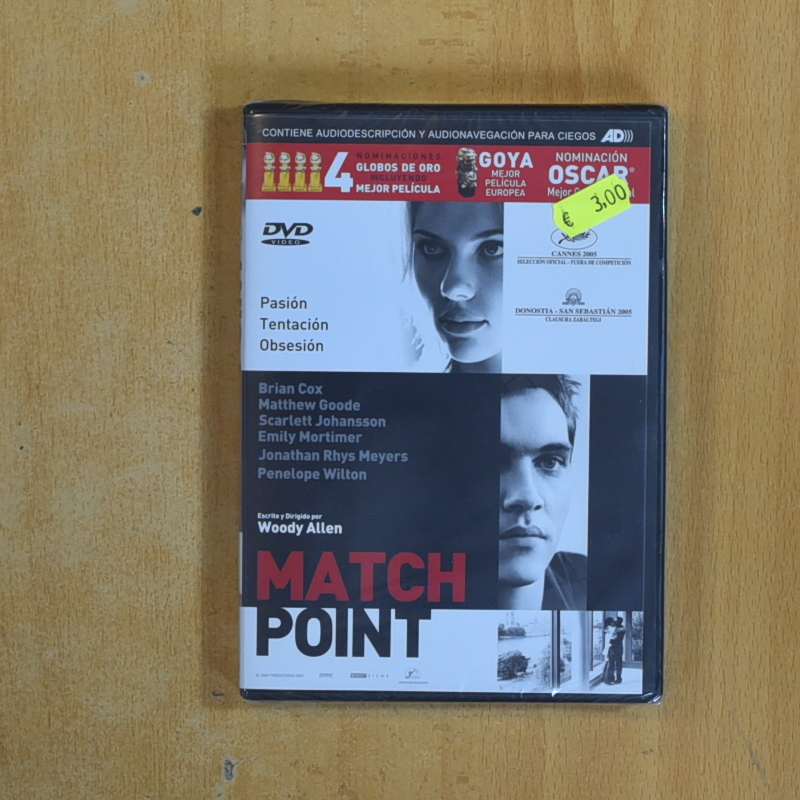 CONTIENE AUDIODESCRIPCIÓN Y AUDIONAVEGACIÓN PARA CIEGOS AD)))
4
NOMINACIONES
GLOBOS DE ORO
INCLUYENDO
MEJOR PELÍCULA
GOYA
MEJOR
PELÍCULA
EUROPEA
NOMINACIÓN
OSCAR®
Mejor
€ 3,00
DVD
VIDEO
CANNES 2005
SELECCIÓN OFICIAL - FUERA DE COMPETICIÓN
DONOSTIA - SAN SEBASTIÁN 2005
CLAUSURA ZABALTEGI
Pasión
Tentación
Obsesión
Brian Cox
Matthew Goode
Scarlett Johansson
Emily Mortimer
Jonathan Rhys Meyers
Penelope Wilton
Escrito y Dirigido por
Woody Allen
MATCH
POINT
BBC FILMS